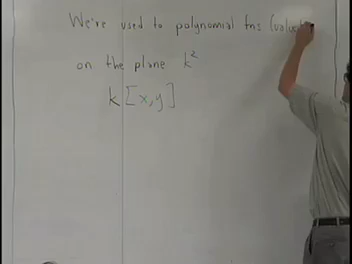 We're used to polynomial fns
on the plane k²
k[x,y]